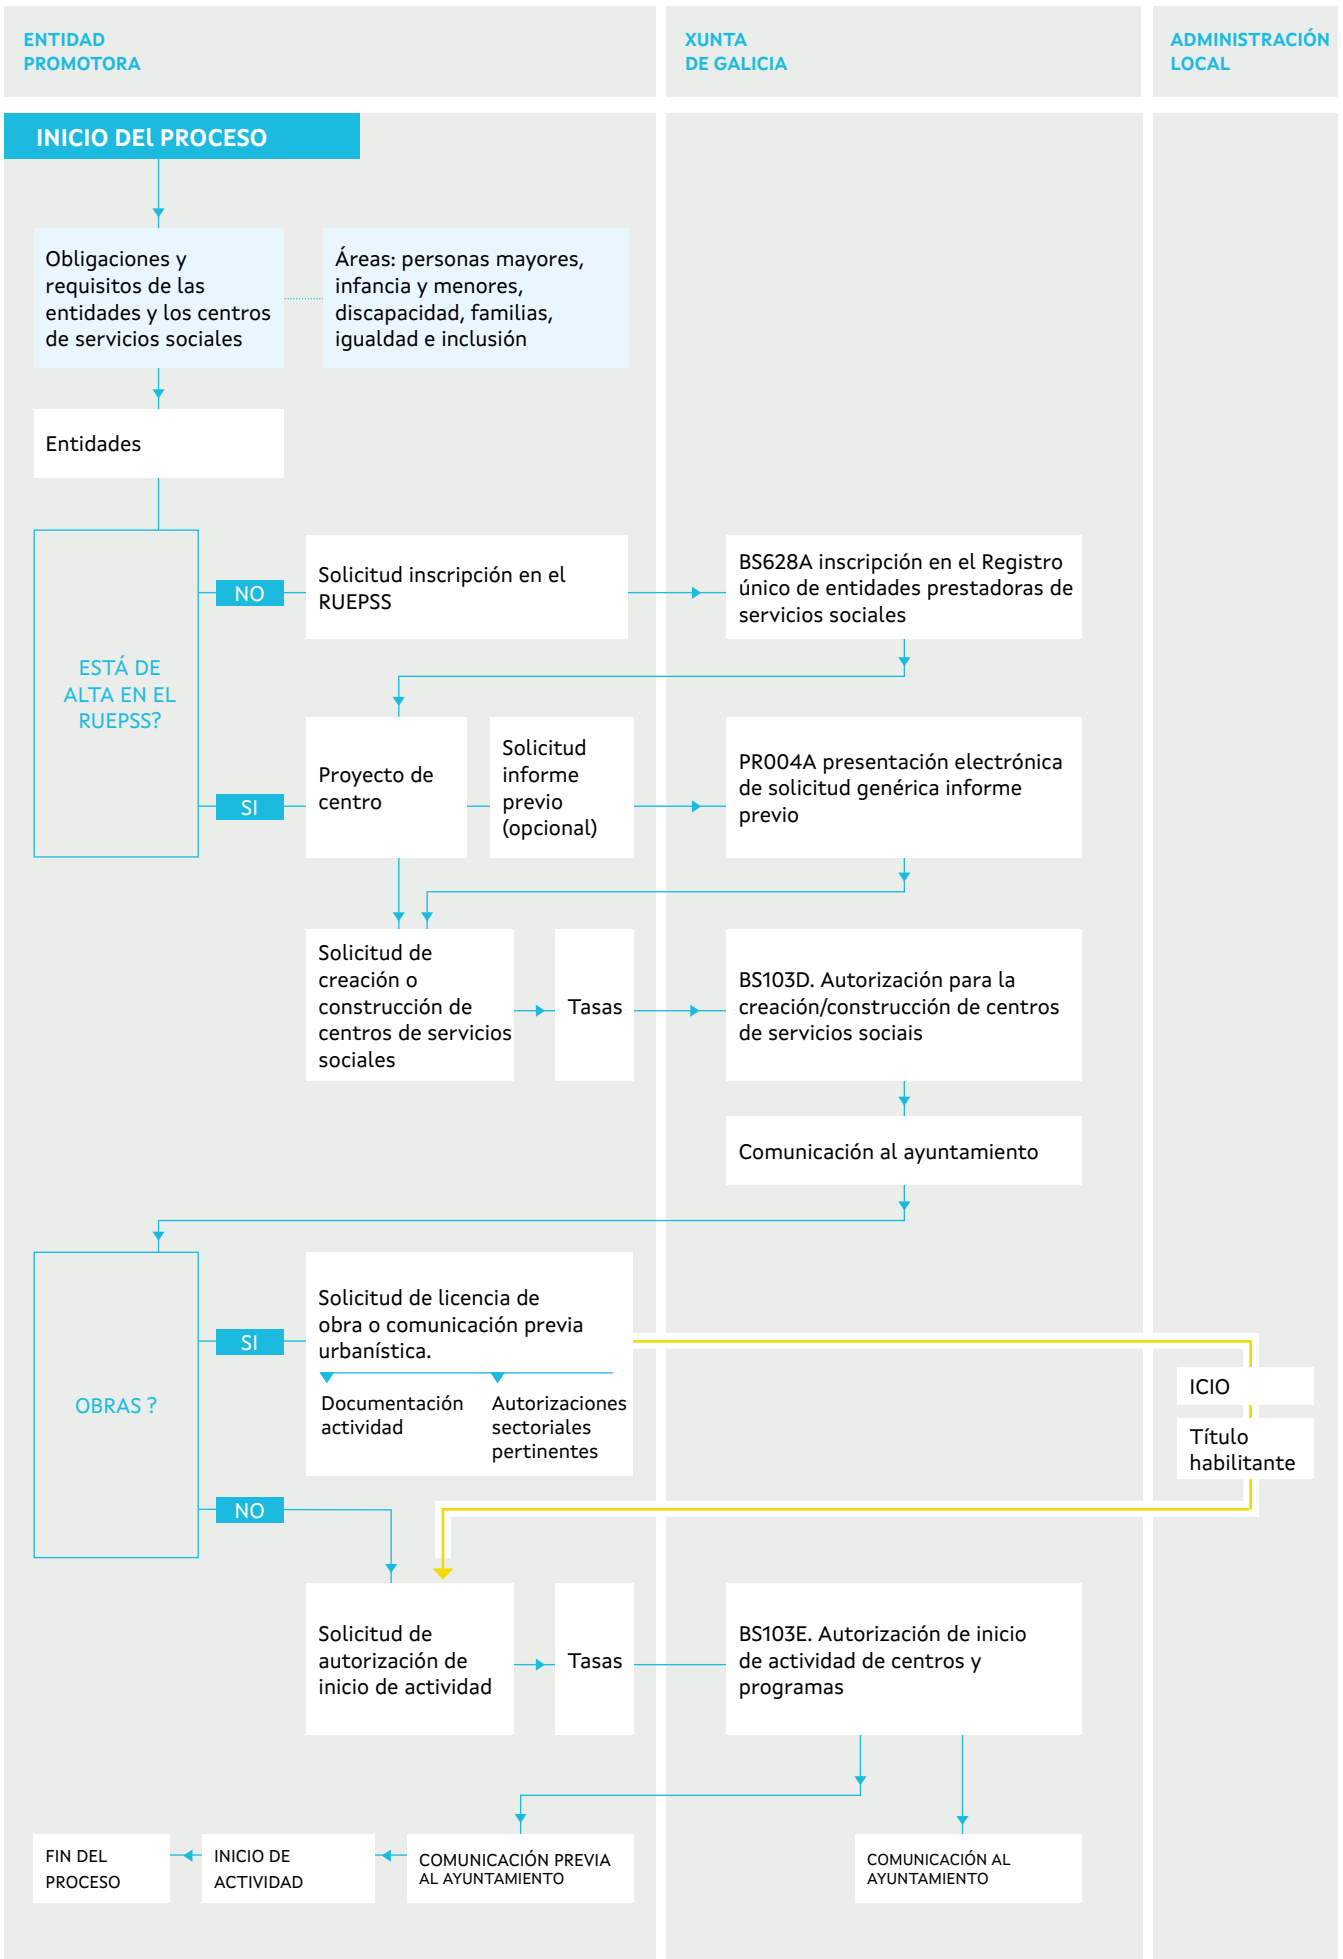 ENTIDAD
PROMOTORA
XUNTA
DE GALICIA
ADMINISTRACIÓN
LOCAL
INICIO DEl PROCESO
Obligaciones y
requisitos de las
entidades y los centros
de servicios sociales
Áreas: personas mayores,
infancia y menores,
discapacidad, familias,
igualdad e inclusión
Entidades
ESTÁ DE
ALTA EN EL
RUEPSS?
NO
Solicitud inscripción en el
RUEPSS
BS628A inscripción en el Registro
único de entidades prestadoras de
servicios sociales
SI
Proyecto de
centro
Solicitud
informe
previo
(opcional)
PR004A presentación electrónica
de solicitud genérica informe
previo
Solicitud de
creación o
construcción de
centros de servicios
sociales
Tasas
BS103D. Autorización para la
creación/construcción de centros
de servicios sociais
Comunicación al ayuntamiento
OBRAS ?
SI
Solicitud de licencia de
obra o comunicación previa
urbanística.
Documentación
actividad
Autorizaciones
sectoriales
pertinentes
ICIO
Título
habilitante
NO
Solicitud de
autorización de
inicio de actividad
Tasas
BS103E. Autorización de inicio
de actividad de centros y
programas
FIN DEL
PROCESO
INICIO DE
ACTIVIDAD
COMUNICACIÓN PREVIA
AL AYUNTAMIENTO
COMUNICACIÓN AL
AYUNTAMIENTO